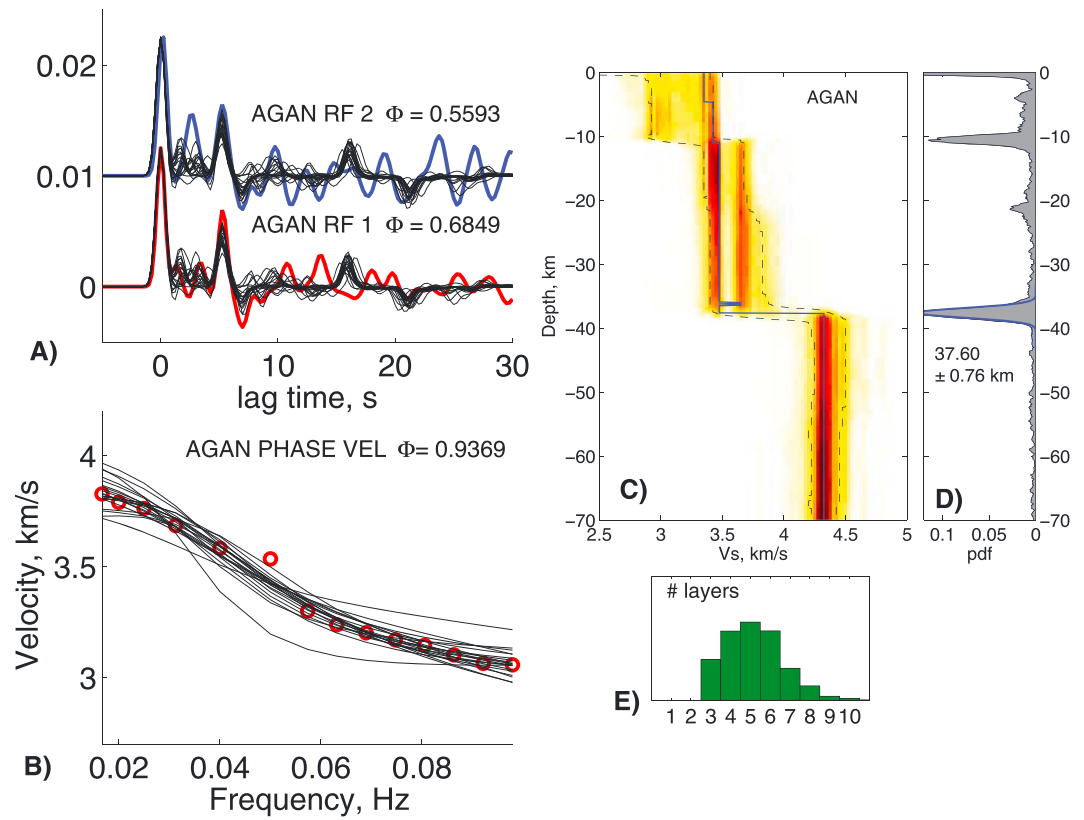 0.02
AGAN RF 2 Φ = 0.5593
0.01
AGAN RF 1 Φ = 0.6849
0
A)
0 10 20 30
lag time, s
AGAN PHASE VEL Φ= 0.9369
4
3.5
3
Velocity, km/s
B)
0.02 0.04 0.06 0.08
Frequency, Hz
AGAN
0
−10
−20
−30
−40
−50
−60
−70
Depth, km
C)
2.5 3 3.5 4 4.5 5
Vs, km/s
0
−10
−20
−30
−40
−50
−60
−70
37.60
± 0.76 km
D)
0.1 0.05 0
pdf
# layers
E)
1 2 3 4 5 6 7 8 9 10